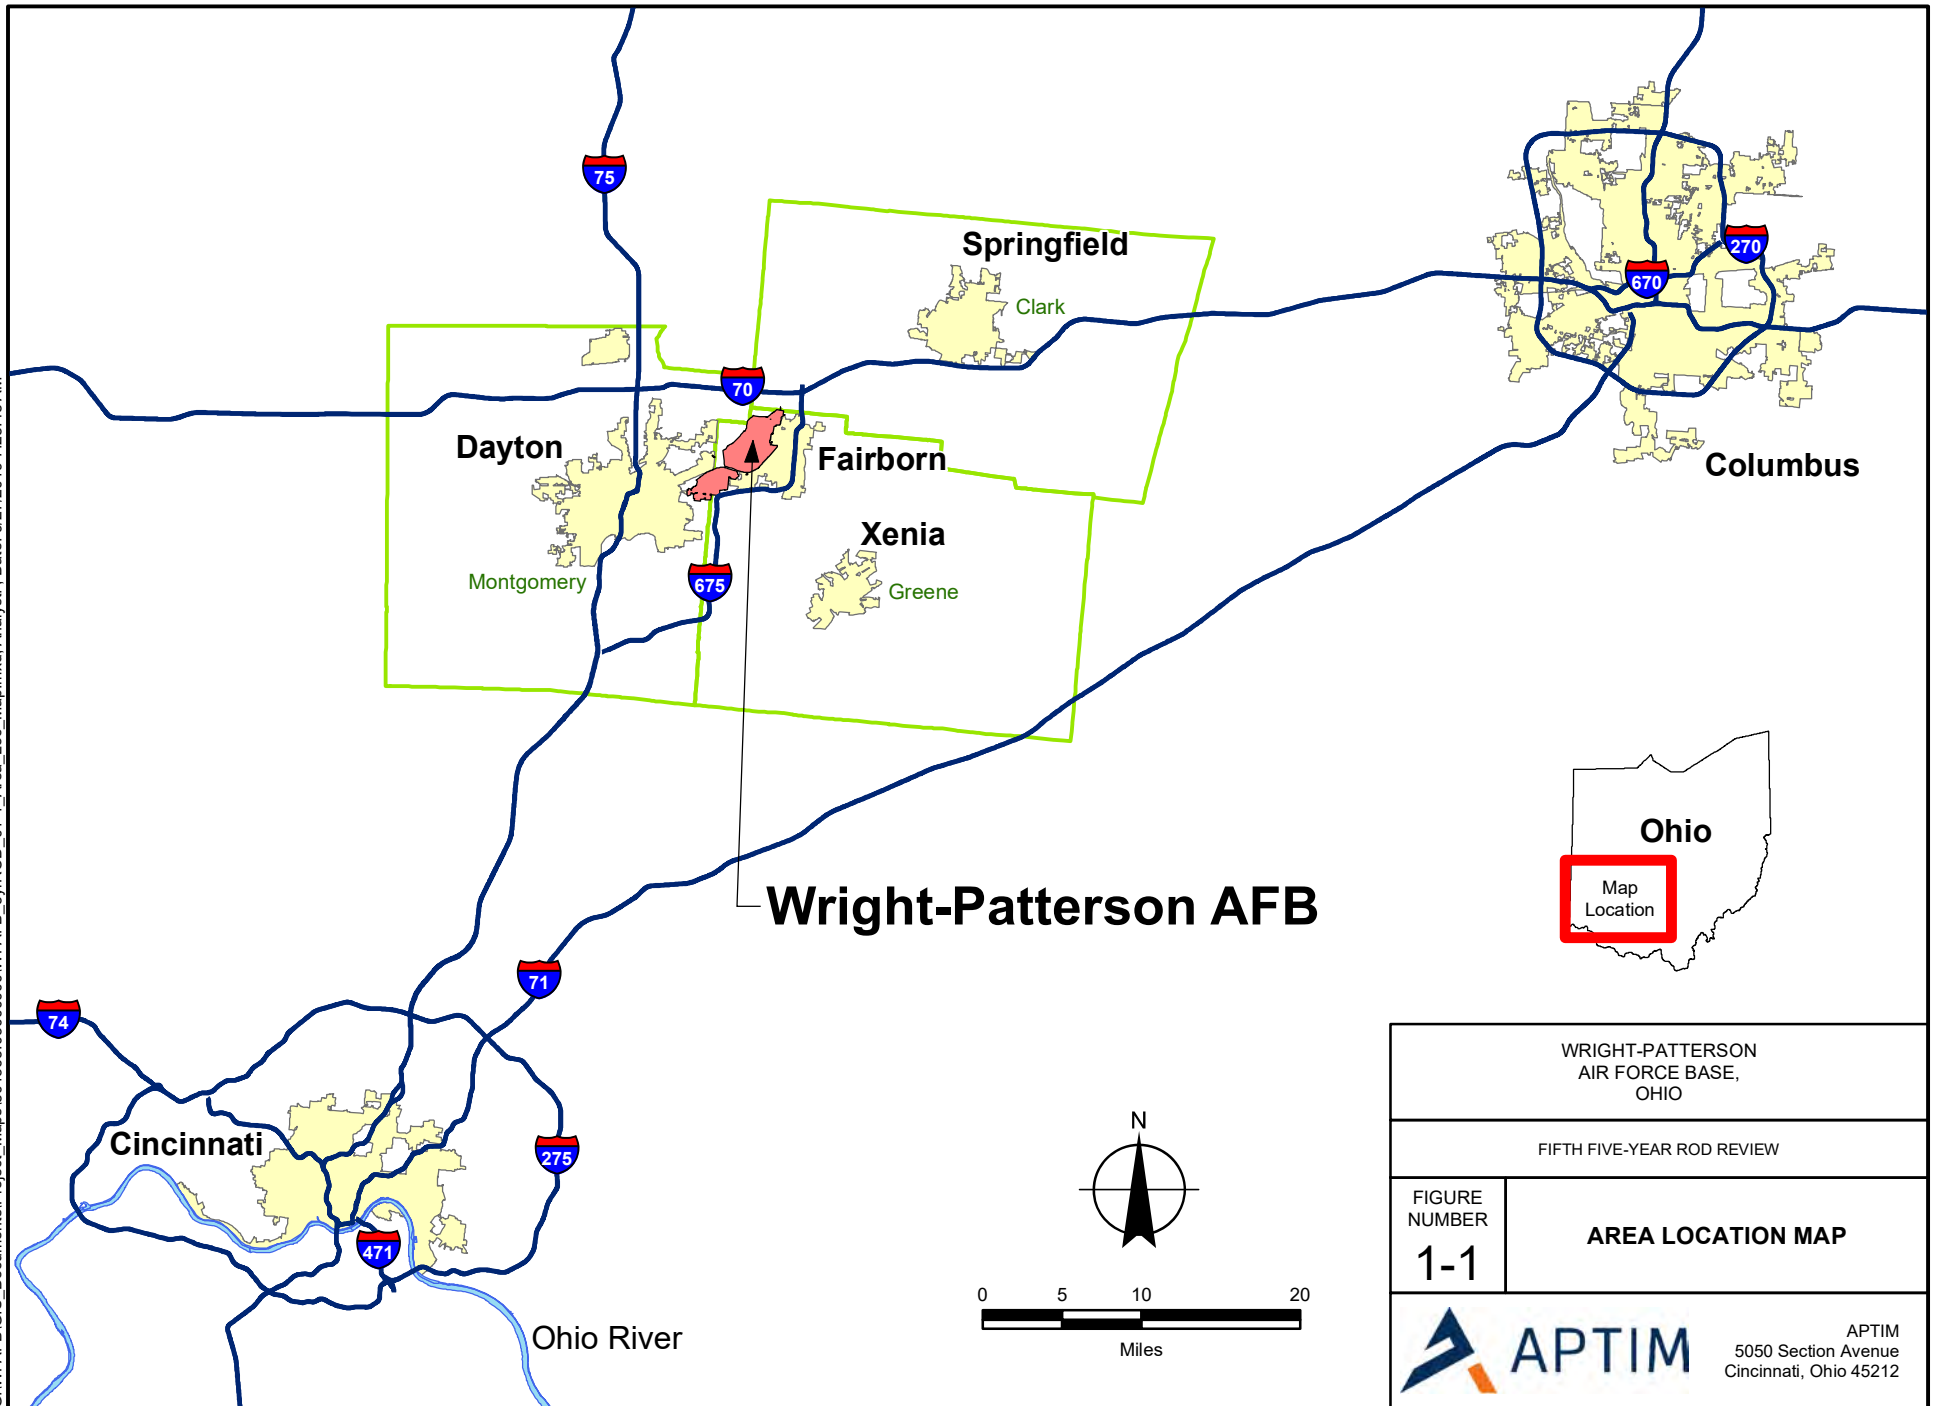 75
Springfield
Clark
270
670
70
Dayton
Fairborn
Columbus
Xenia
Montgomery
675
Greene
Ohio
Map
Location
Wright-Patterson AFB
71
74
Cincinnati
275
471
Ohio River
N
0 5 10 20
Miles
WRIGHT-PATTERSON
AIR FORCE BASE,
OHIO
FIFTH FIVE-YEAR ROD REVIEW
FIGURE
NUMBER
1-1
AREA LOCATION MAP
APTIM
APTIM
5050 Section Avenue
Cincinnati, Ohio 45212